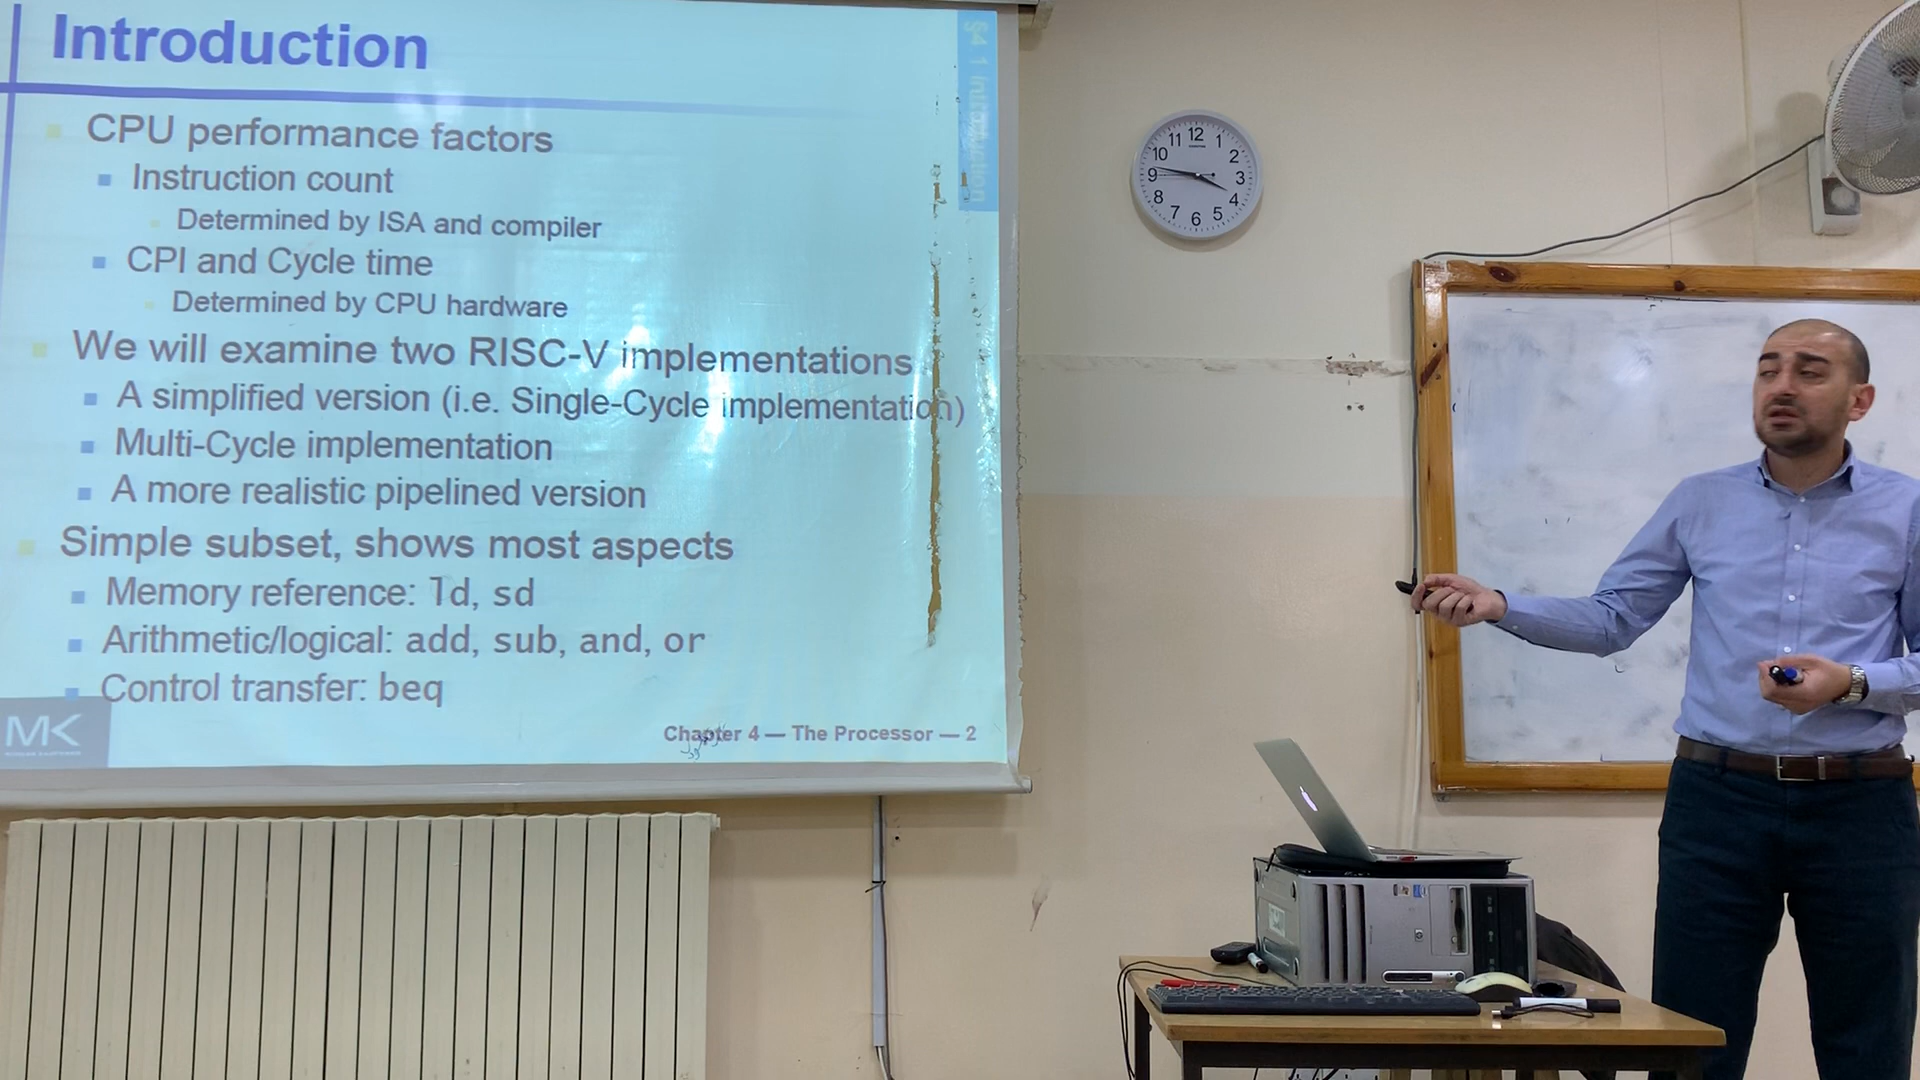 Introduction
§4.1 Introduction
CPU performance factors
Instruction count
Determined by ISA and compiler
CPI and Cycle time
Determined by CPU hardware
We will examine two RISC-V implementations
A simplified version (i.e. Single-Cycle implementation)
Multi-Cycle implementation
A more realistic pipelined version
Simple subset, shows most aspects
Memory reference: ld, sd
Arithmetic/logical: add, sub, and, or
Control transfer: beq
MK
Chapter 4 — The Processor — 2
12
1
2
3
4
5
6
7
8
9
10
11
hp